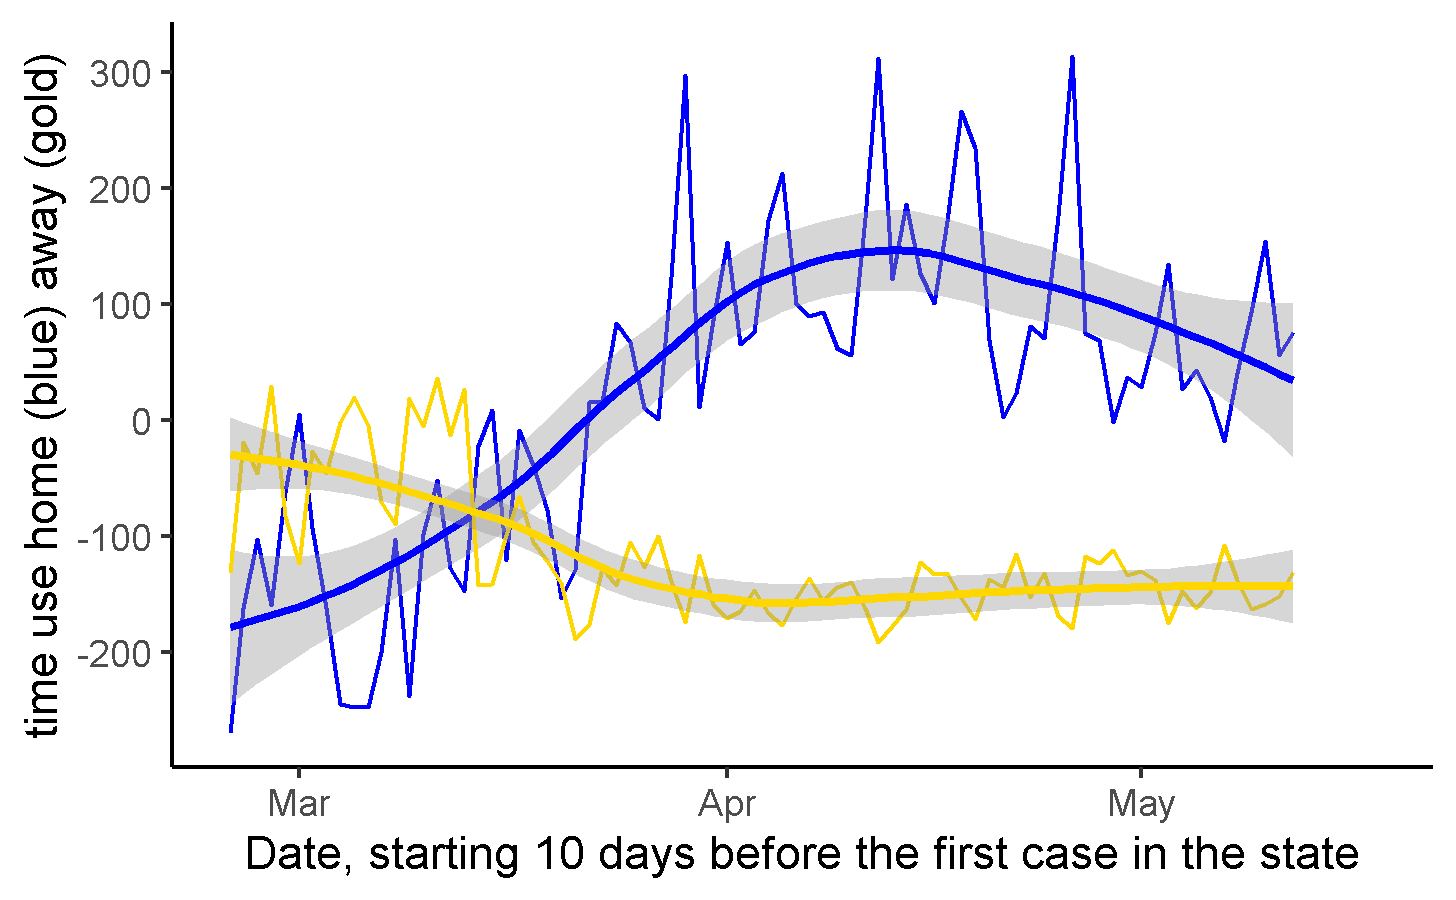 time use home (blue) away (gold)
300
200
100
0
-100
-200
Mar
Apr
May
Date, starting 10 days before the first case in the state